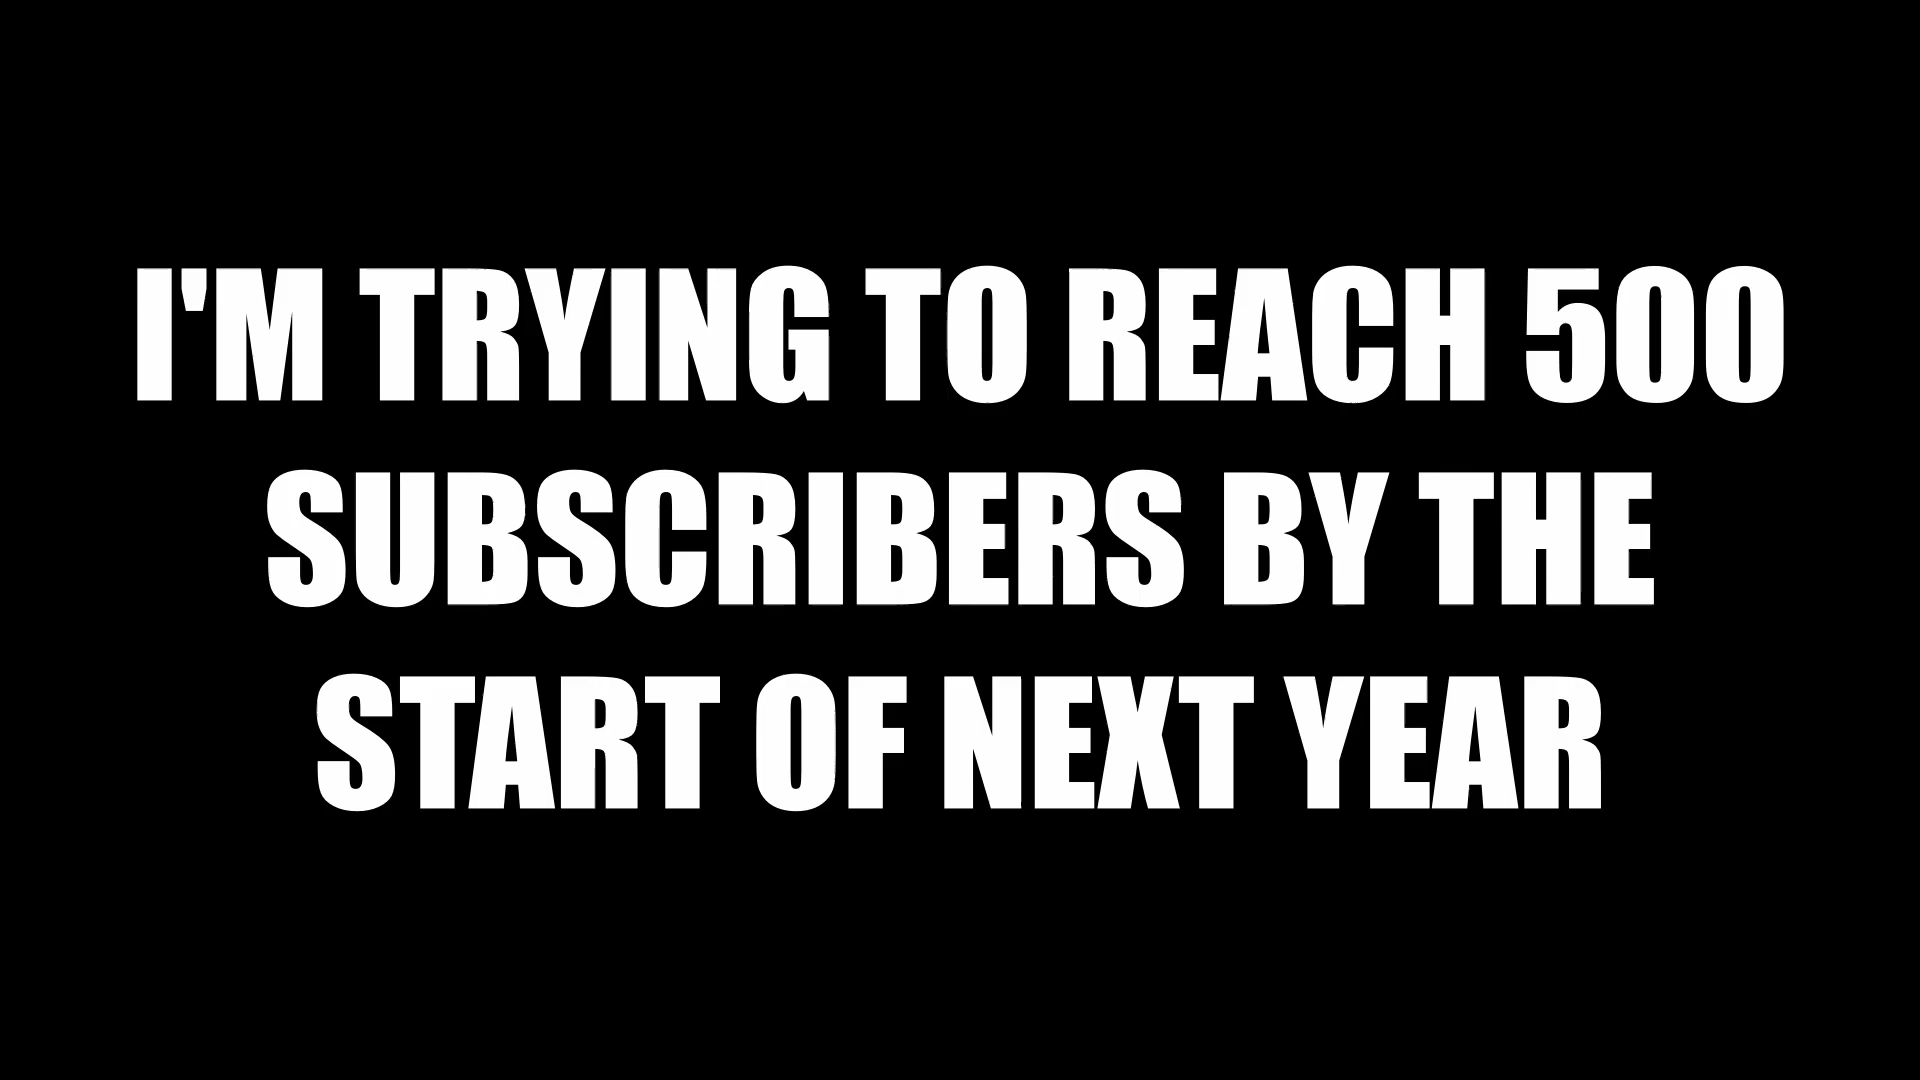 I'M TRYING TO REACH 500
SUBSCRIBERS BY THE
START OF NEXT YEAR